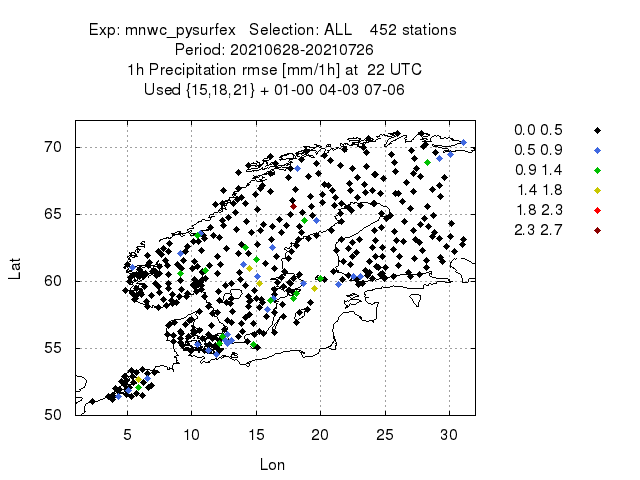 Exp: mnwc_pysurfex   Selection: ALL    452 stations
Period: 20210628-20210726
1h Precipitation rmse [mm/1h] at  22 UTC
Used {15,18,21} + 01-00 04-03 07-06
70
65
60
55
50
Lat
5 10 15 20 25 30
Lon
0.0 0.5
0.5 0.9
0.9 1.4
1.4 1.8
1.8 2.3
2.3 2.7